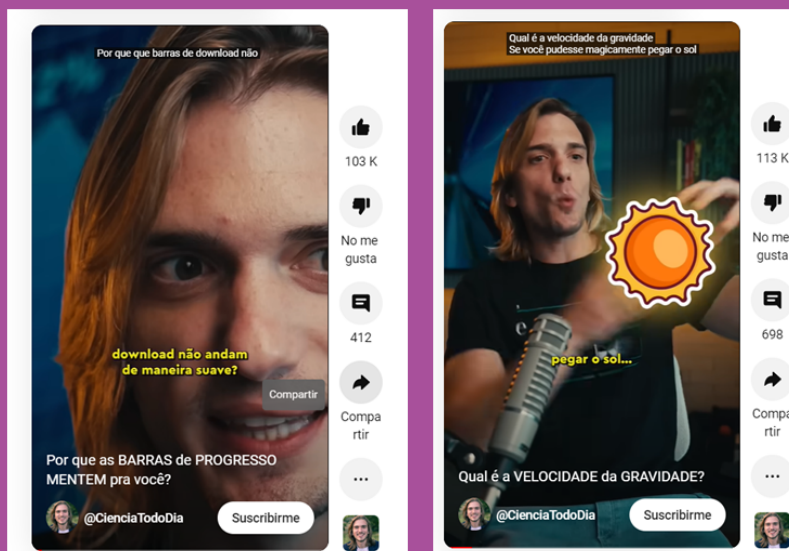 Por que que barras de download não
download não andam
de maneira suave?
Compartir
Por que as BARRAS de PROGRESSO
MENTEM pra você?
@CienciaTodoDia
Suscribirme
103 K
No me
gusta
412
Compa
rtir
Qual é a velocidade da gravidade
Se você pudesse magicamente pegar o sol
pegar o sol...
Qual é a VELOCIDADE da GRAVIDADE?
@CienciaTodoDia
Suscribirme
113 K
No me
gusta
698
Compa
rtir